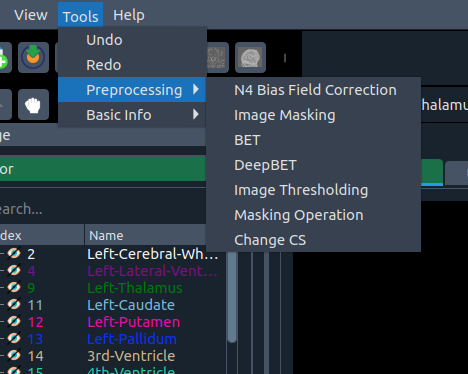 View Tools Help
Undo
Redo
Preprocessing
Basic Info
N4 Bias Field Correction
Image Masking
BET
DeepBET
Image Thresholding
Masking Operation
Change CS
halamu
ge
or
earch...
dex Name
2 Left-Cerebral-Wh...
4 Left-Lateral-Vent...
9 Left-Thalamus
11 Left-Caudate
12 Left-Putamen
13 Left-Pallidum
14 3rd-Ventricle
15 4th-Ventricle